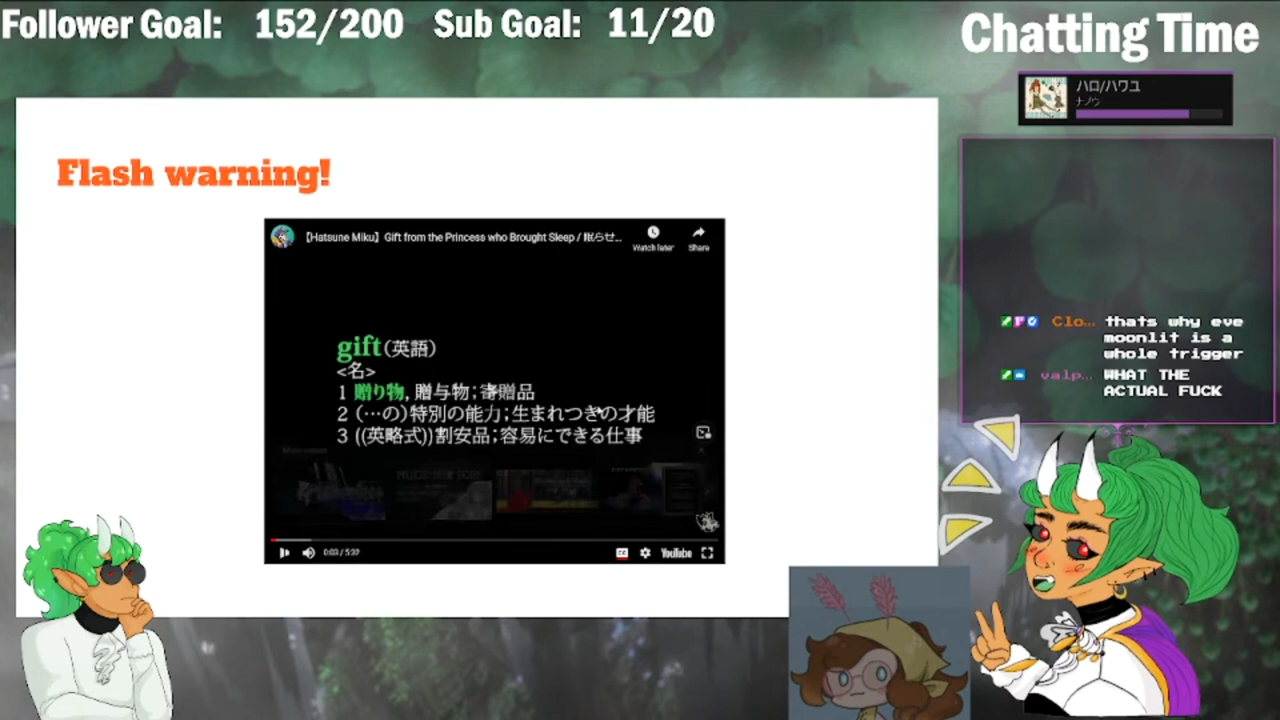 Follower Goal: 152/200 Sub Goal: 11/20
Chatting Time
ハロ/ハワユ
ナノウ
Flash warning!
【Hatsune Miku】Gift from the Princess who Brought Sleep / 眠らせ...
Watch later
Share
gift(英語)
<名>
1 贈り物, 贈与物;寄贈品
2 (…の)特別の能力;生まれつきの才能
3 ((英略式))割安品;容易にできる仕事
0:03 / 5:39
YouTube
Clo... thats why eve
moonlit is a
whole trigger
valp... WHAT THE
ACTUAL FUCK